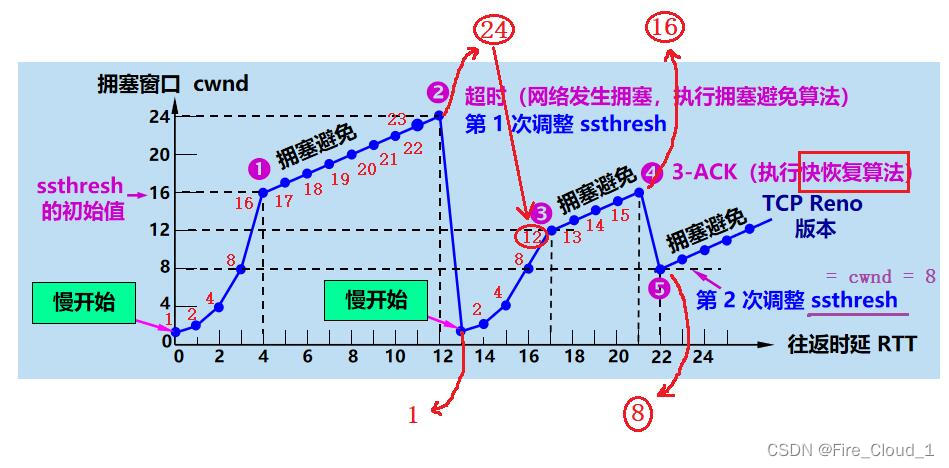 24
16
拥塞窗口 cwnd
24
20
16
12
8
4
0
ssthresh
的初始值
慢开始
1
2
4
8
16
❶
拥塞避免
17
18
19
20
21
22
23
❷
超时（网络发生拥塞，执行拥塞避免算法）
第 1 次调整 ssthresh
慢开始
2
4
8
12
❸
拥塞避免
13
14
15
❹
3-ACK（执行快恢复算法）
TCP Reno
版本
拥塞避免
= cwnd = 8
❺
第 2 次调整 ssthresh
0 2 4 6 8 10 12 14 16 18 20 22 24
往返时延 RTT
1
8
CSDN @Fire_Cloud_1